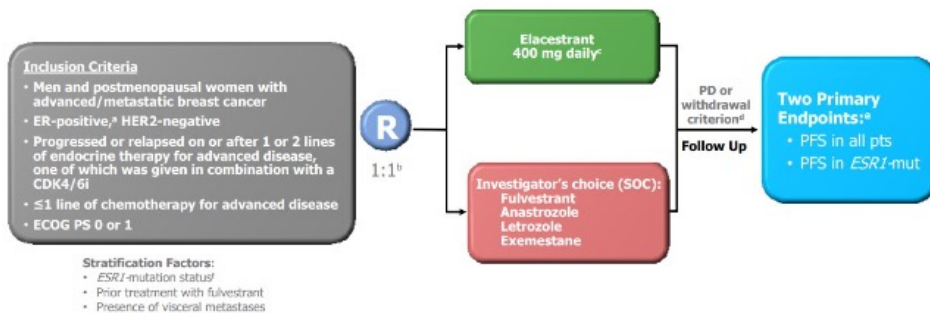 Inclusion Criteria
• Men and postmenopausal women with
advanced/metastatic breast cancer
• ER-positive,ᵃ HER2-negative
• Progressed or relapsed on or after 1 or 2 lines
of endocrine therapy for advanced disease,
one of which was given in combination with a
CDK4/6i
• ≤1 line of chemotherapy for advanced disease
• ECOG PS 0 or 1
Stratification Factors:
• ESR1-mutation statusᶠ
• Prior treatment with fulvestrant
• Presence of visceral metastases
R
1:1ᵇ
Elacestrant
400 mg dailyᶜ
Investigator's choice (SOC):
Fulvestrant
Anastrozole
Letrozole
Exemestane
PD or
withdrawal
criterionᵈ
Follow Up
Two Primary
Endpoints:ᵉ
• PFS in all pts
• PFS in ESR1-mut